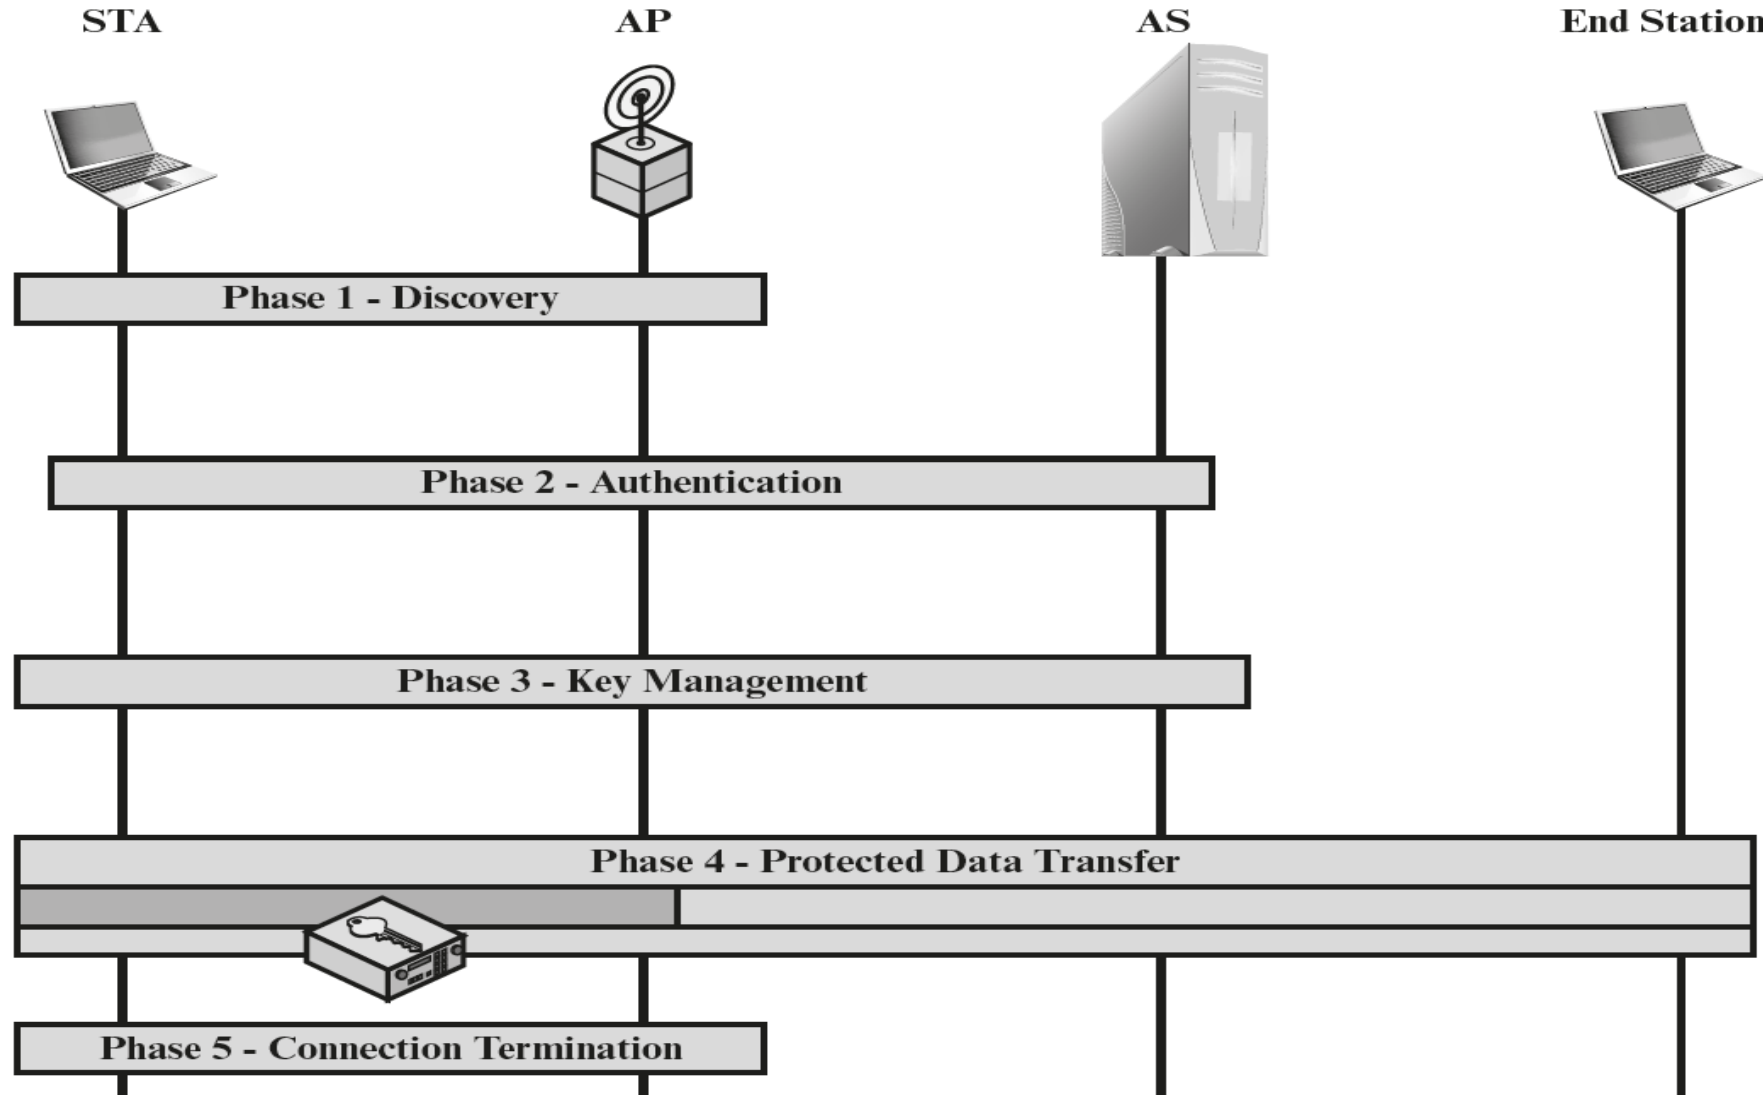 STA
AP
AS
End Station
Phase 1 - Discovery
Phase 2 - Authentication
Phase 3 - Key Management
Phase 4 - Protected Data Transfer
Phase 5 - Connection Termination